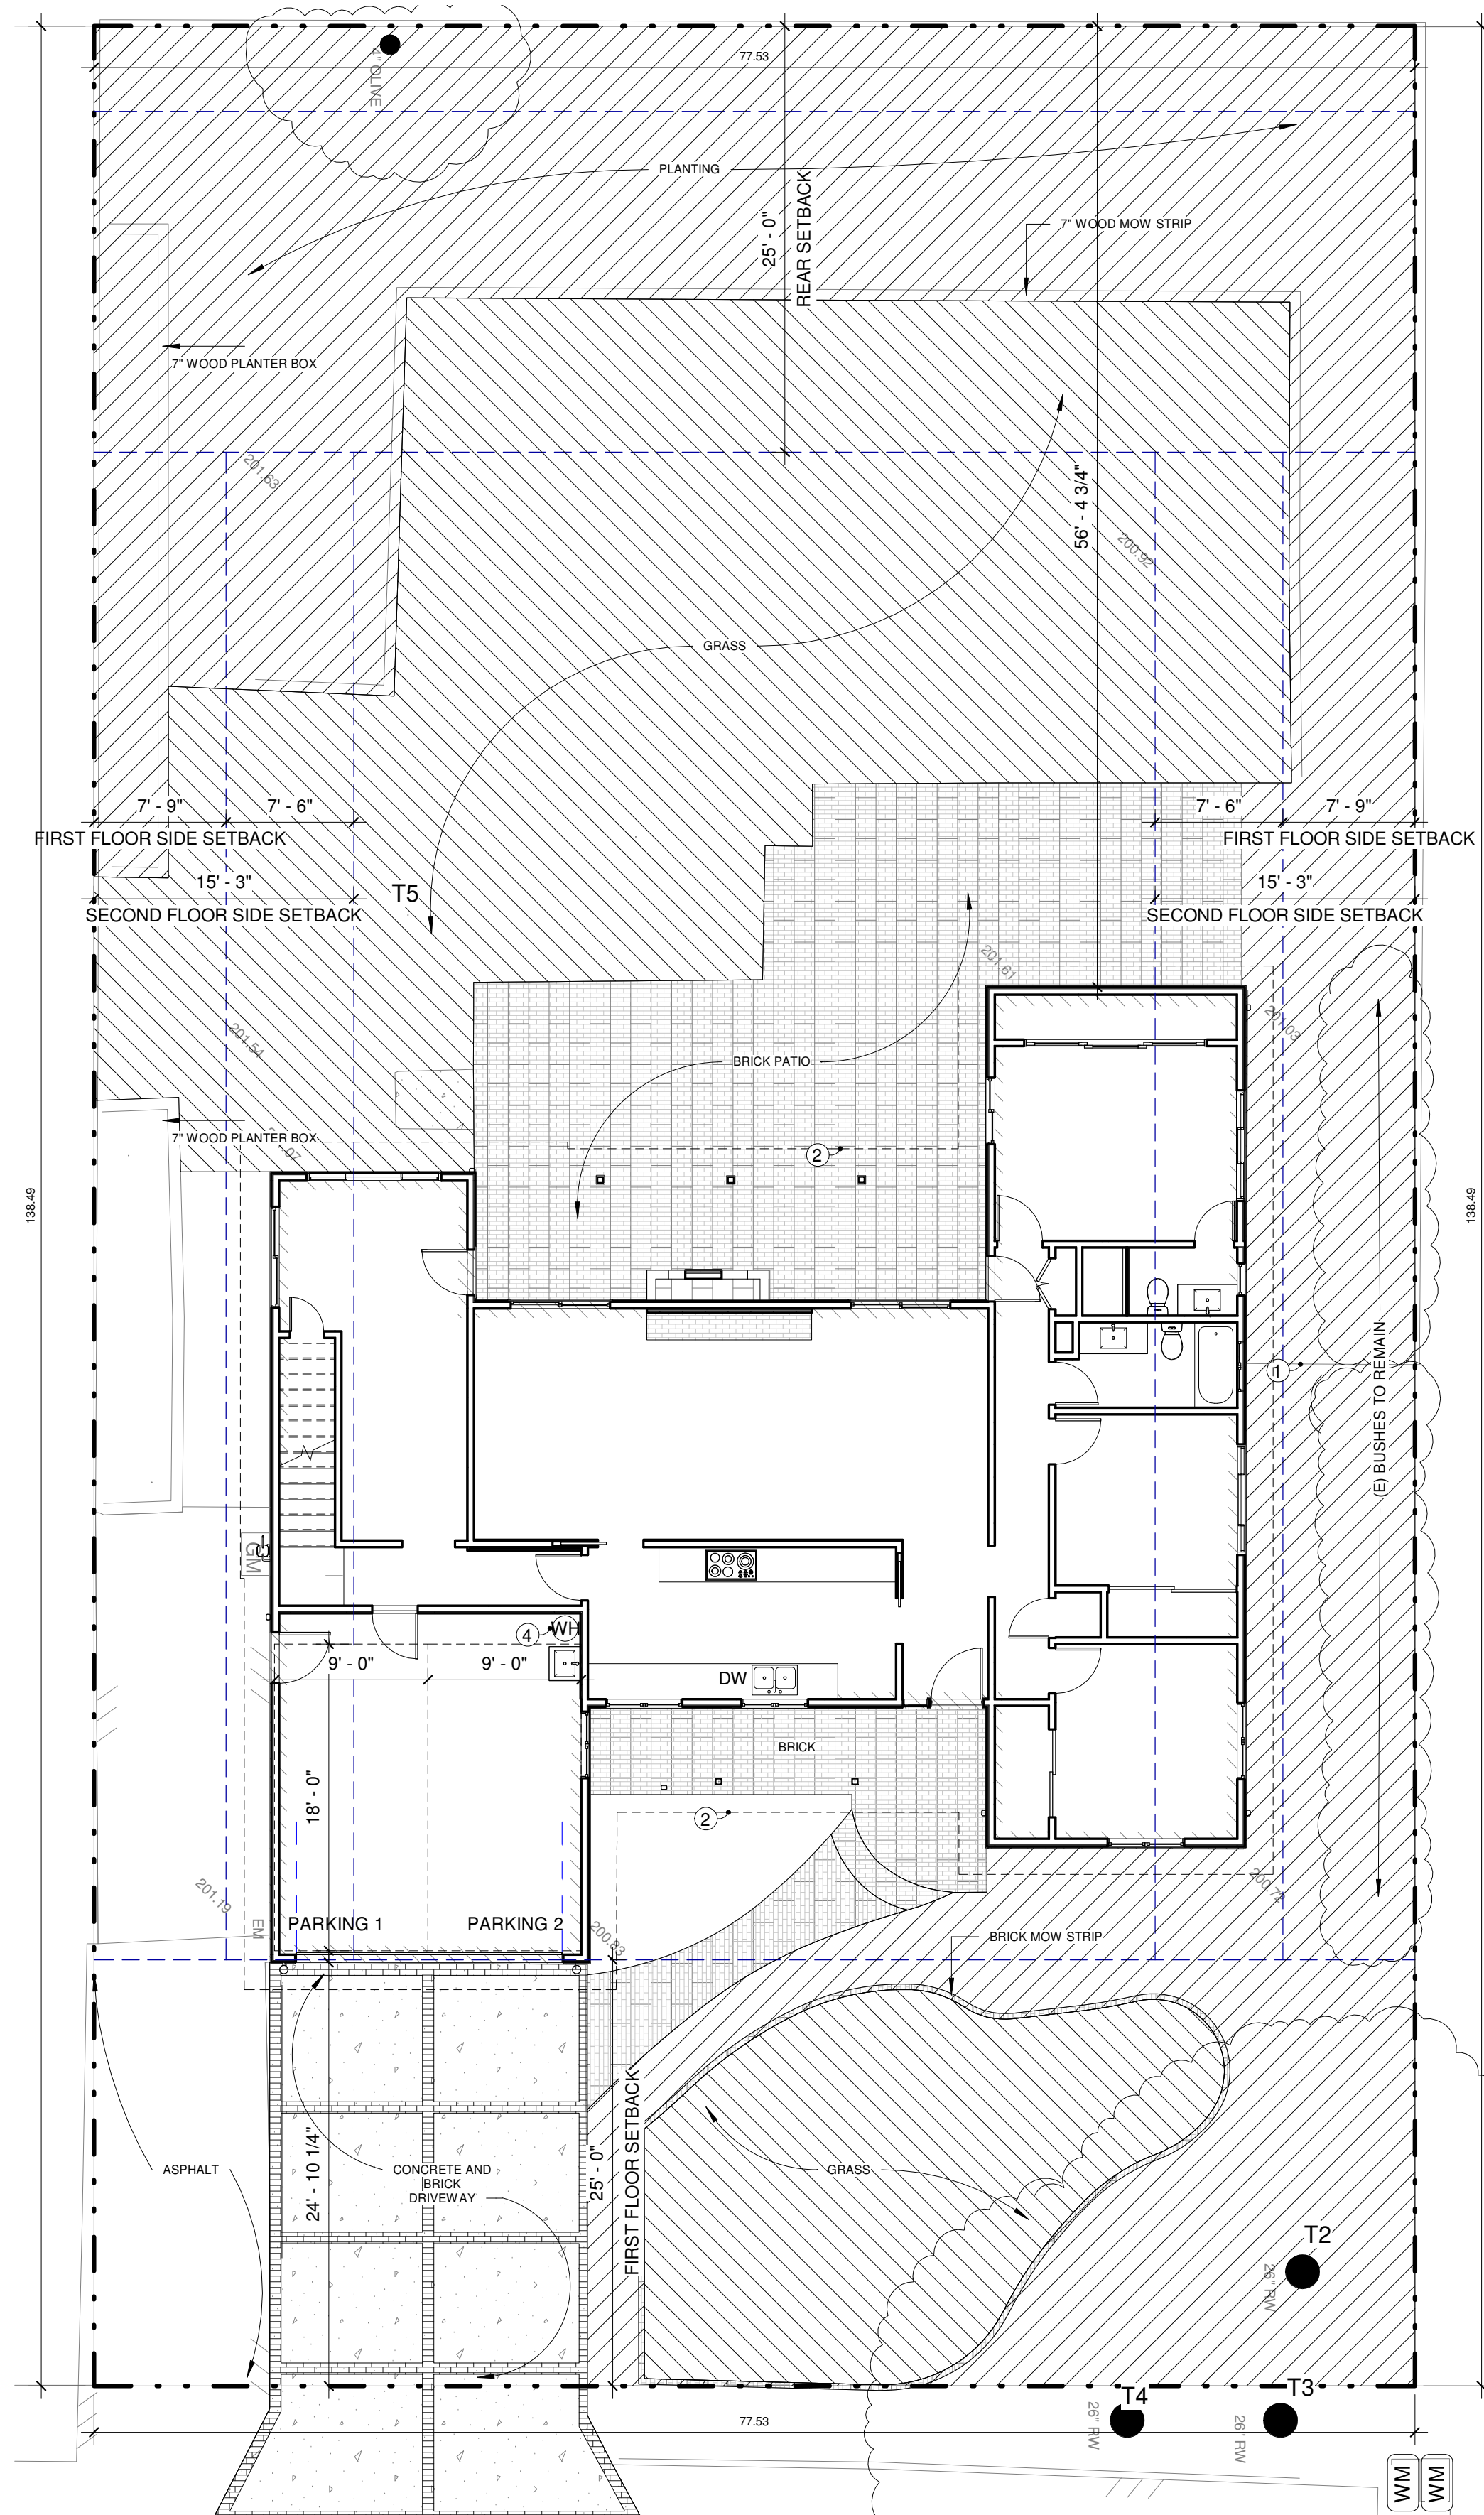 77.53
4" OLIVE
PLANTING
7" WOOD MOW STRIP
25' - 0"
REAR SETBACK
7" WOOD PLANTER BOX
201.63
56' - 4 3/4"
200.92
GRASS
7' - 9"
7' - 6"
FIRST FLOOR SIDE SETBACK
15' - 3"
SECOND FLOOR SIDE SETBACK
T5
7' - 6"
7' - 9"
FIRST FLOOR SIDE SETBACK
15' - 3"
SECOND FLOOR SIDE SETBACK
201.61
201.03
201.54
BRICK PATIO
7" WOOD PLANTER BOX
2
138.49
138.49
(E) BUSHES TO REMAIN
1
GM
4
WH
9' - 0"
9' - 0"
DW
BRICK
18' - 0"
2
201.19
EM
PARKING 1
PARKING 2
200.83
200.72
BRICK MOW STRIP
FIRST FLOOR SETBACK
25' - 0"
24' - 10 1/4"
ASPHALT
CONCRETE AND
BRICK
DRIVEWAY
GRASS
T2
26" RW
T4
26" RW
T3
26" RW
77.53
WM
WM